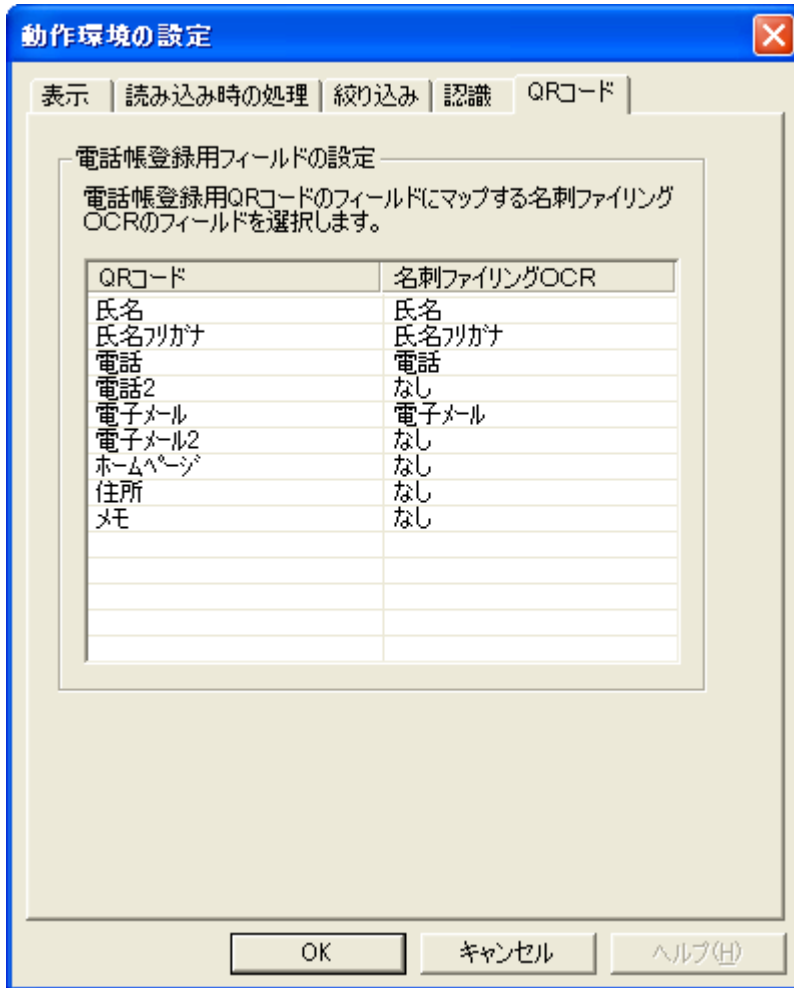 動作環境の設定
表示 読み込み時の処理 絞り込み 認識 QRコード
電話帳登録用フィールドの設定
電話帳登録用QRコードのフィールドにマップする名刺ファイリング
OCRのフィールドを選択します。
QRコード 名刺ファイリングOCR
氏名 氏名
氏名フリガナ 氏名フリガナ
電話 電話
電話2 なし
電子メール 電子メール
電子メール2 なし
ホームページ なし
住所 なし
メモ なし
OK キャンセル ヘルプ(H)